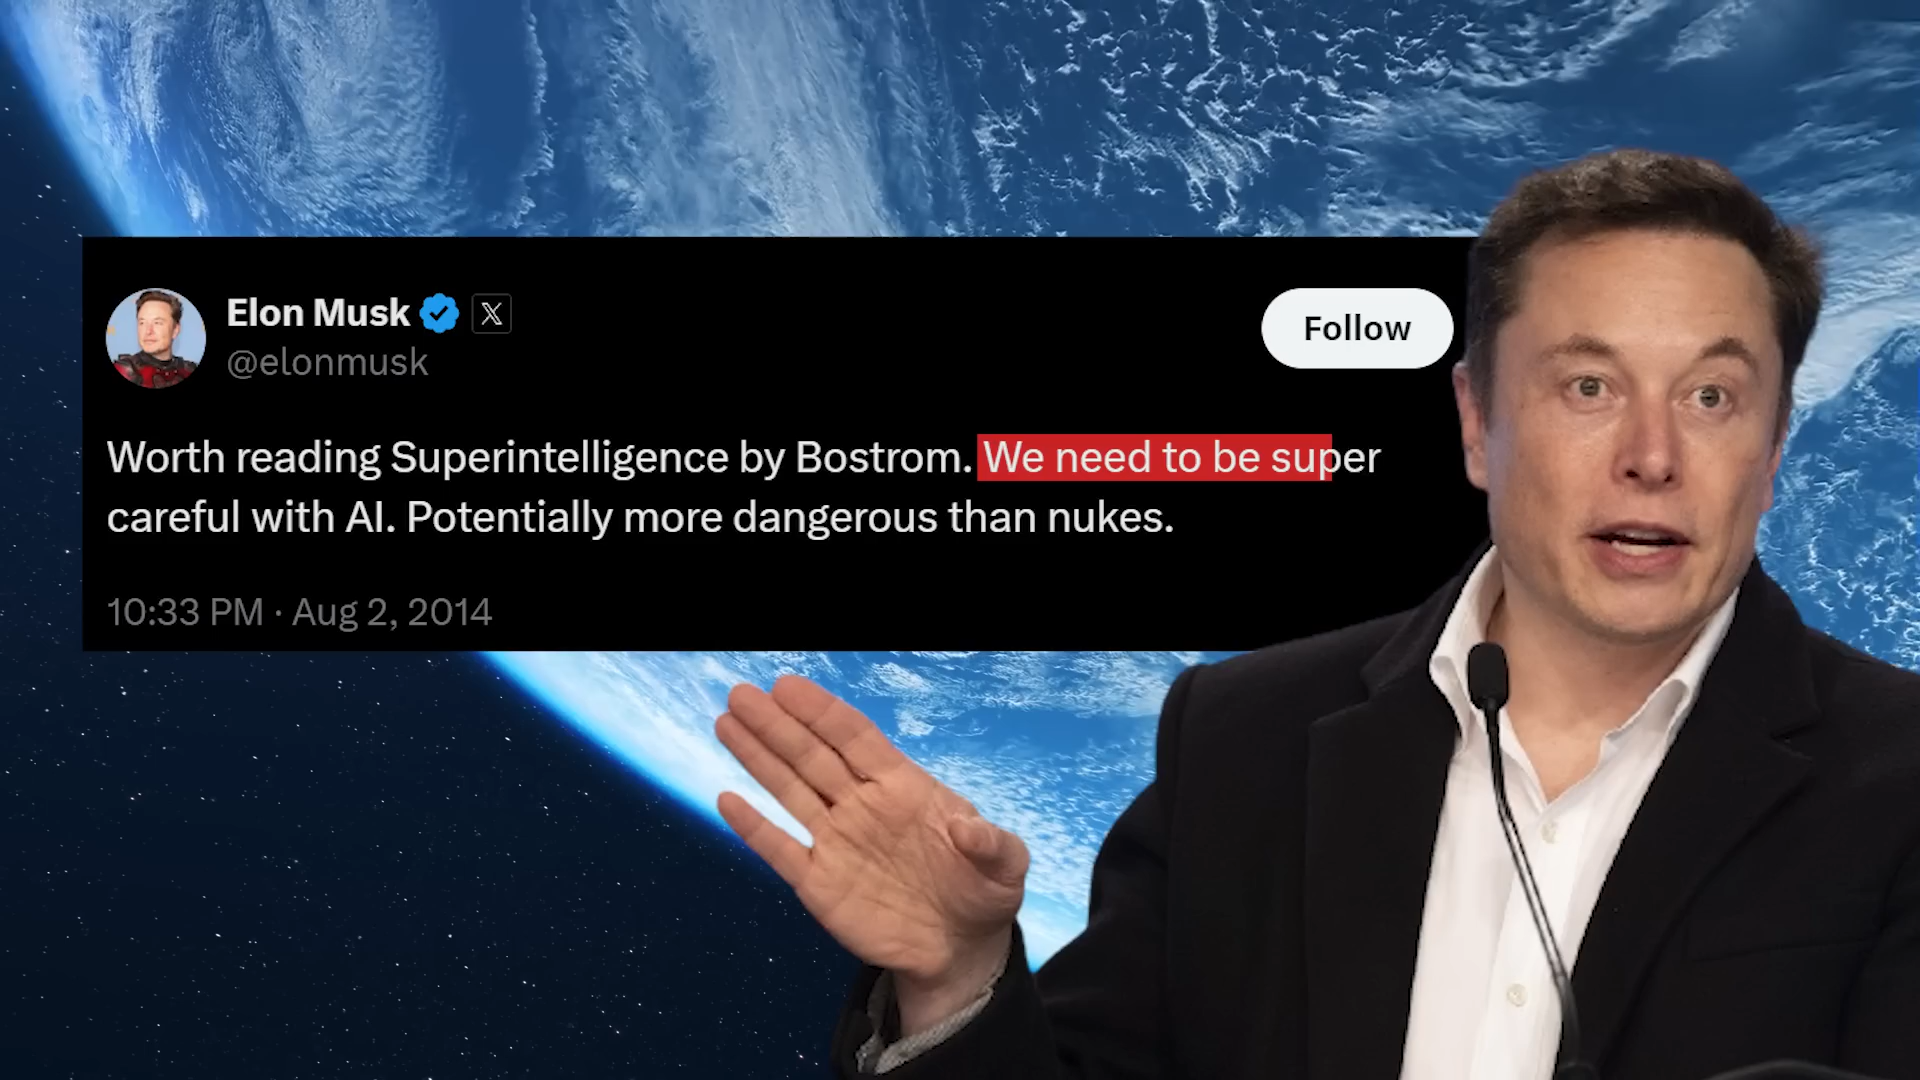 Elon Musk X
@elonmusk
Follow
Worth reading Superintelligence by Bostrom. We need to be super
careful with AI. Potentially more dangerous than nukes.
10:33 PM · Aug 2, 2014